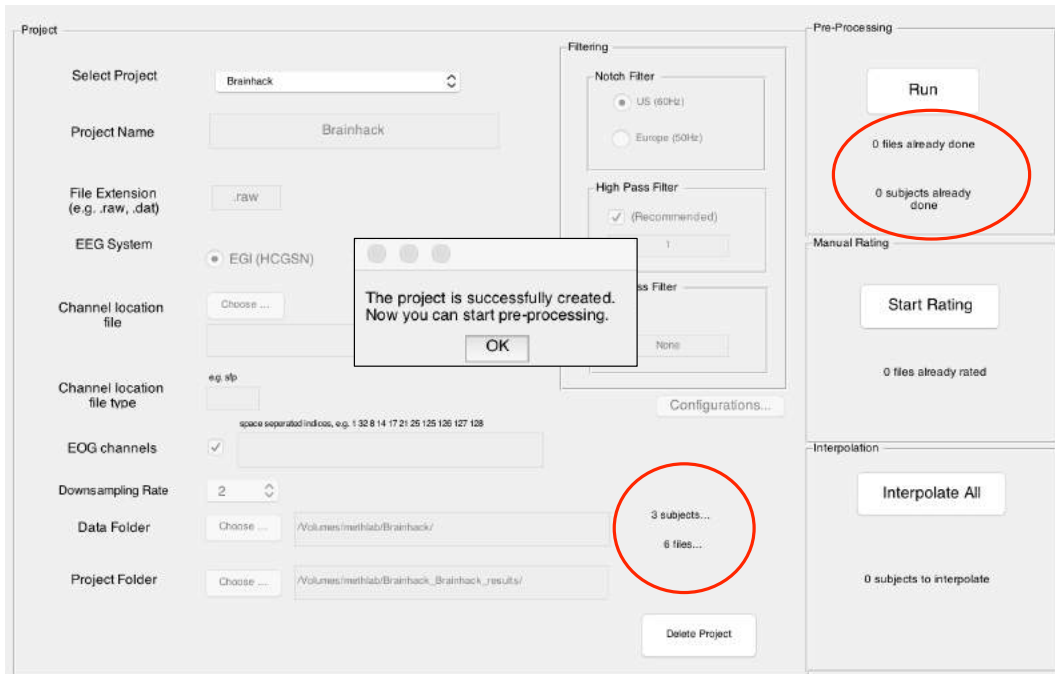 Project
Select Project
Brainhack
Project Name
Brainhack
File Extension
(e.g. .raw, .dat)
.raw
EEG System
EGI (HCGSN)
Channel location
file
Choose ...
Channel location
file type
e.g. sfp
EOG channels
space seperated indices, e.g. 1 32 8 14 17 21 25 125 126 127 128
Downsampling Rate
2
Data Folder
Choose ...
/Volumes/methlab/Brainhack/
Project Folder
Choose ...
/Volumes/methlab/Brainhack_Brainhack_results/
3 subjects...
6 files...
Delete Project
Filtering
Notch Filter
US (60Hz)
Europe (50Hz)
High Pass Filter
(Recommended)
1
ss Filter
None
Configurations...
The project is successfully created.
Now you can start pre-processing.
OK
Pre-Processing
Run
0 files already done
0 subjects already
done
Manual Rating
Start Rating
0 files already rated
Interpolation
Interpolate All
0 subjects to interpolate